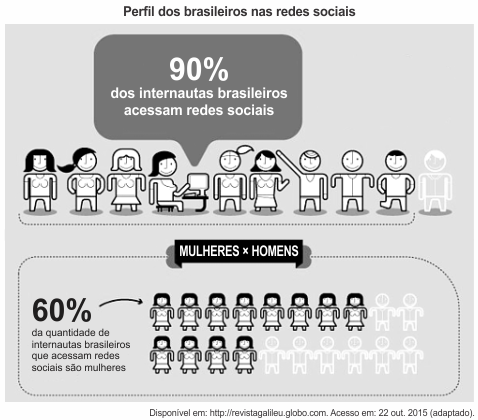 Perfil dos brasileiros nas redes sociais
90%
dos internautas brasileiros
acessam redes sociais
MULHERES × HOMENS
60%
da quantidade de
internautas brasileiros
que acessam redes
sociais são mulheres
Disponível em: http://revistagalileu.globo.com. Acesso em: 22 out. 2015 (adaptado).